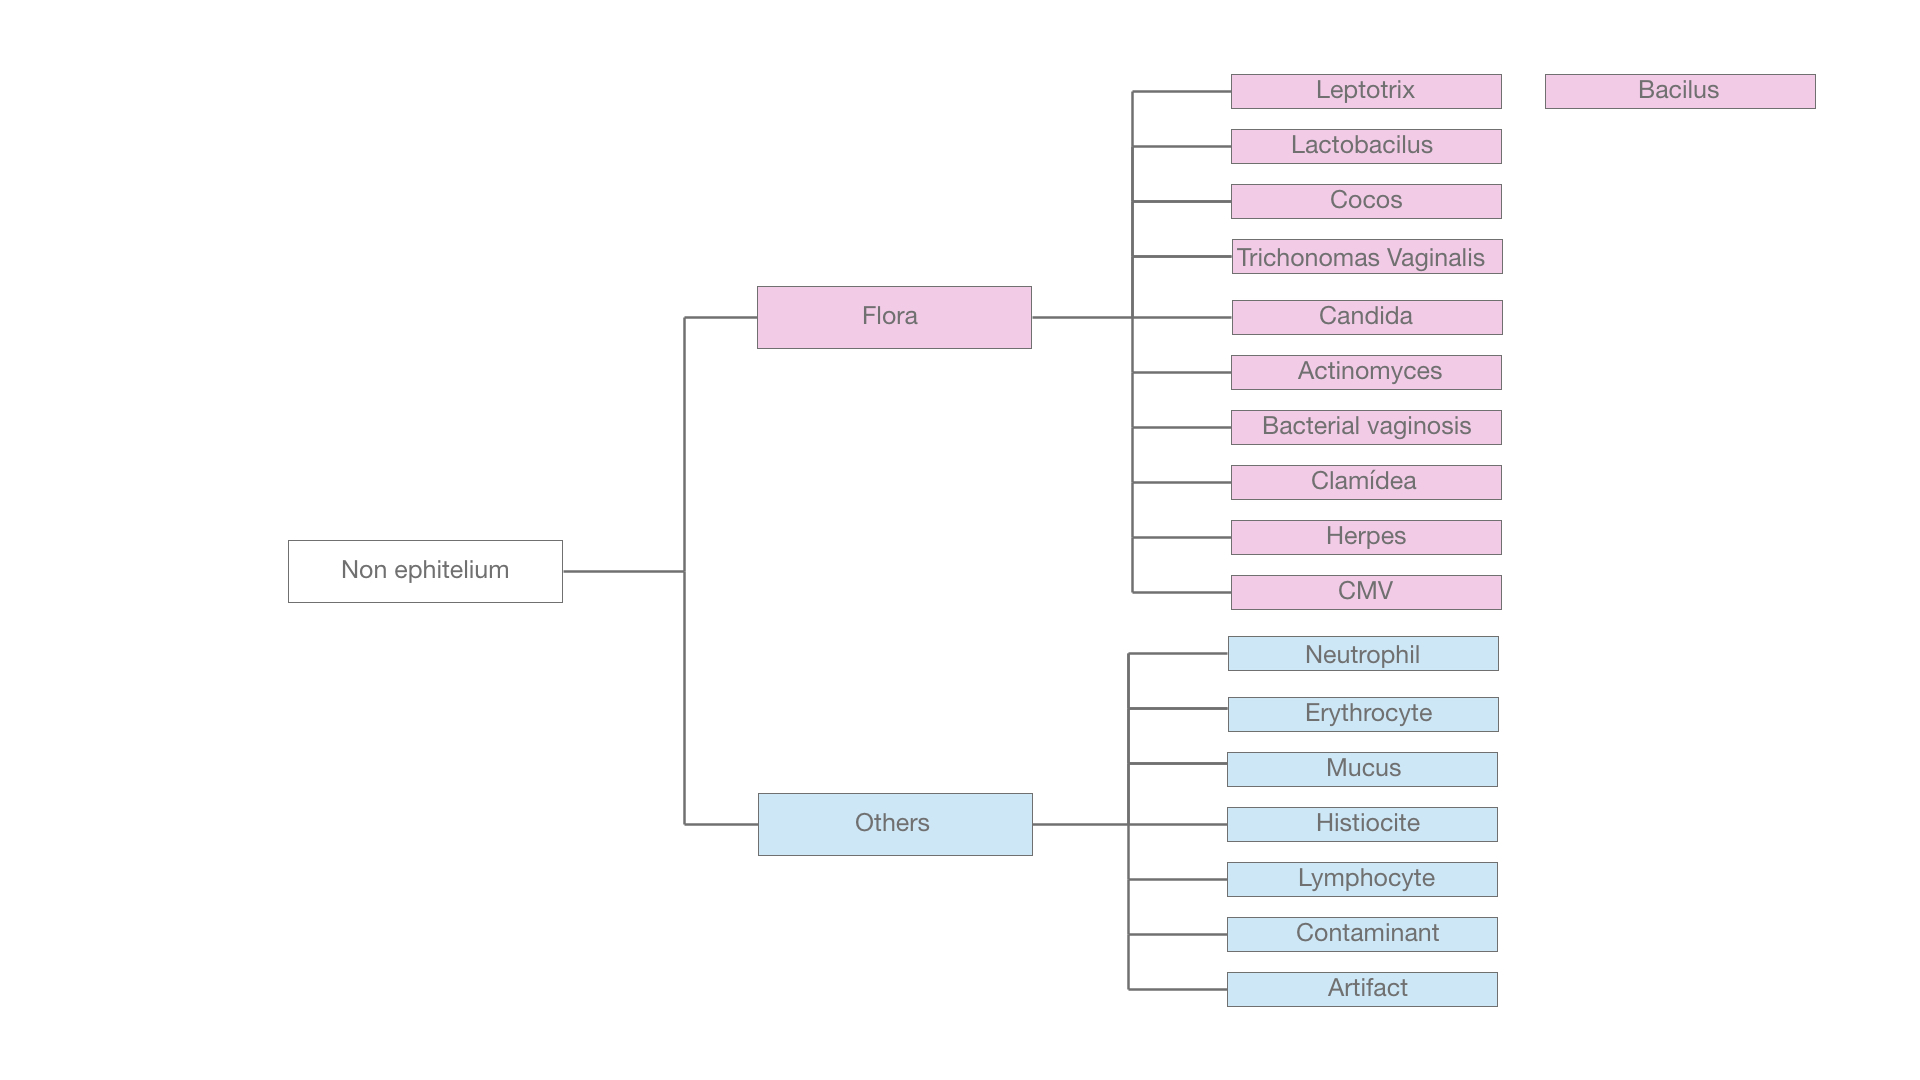 Leptotrix
Bacilus
Lactobacilus
Cocos
Trichonomas Vaginalis
Flora
Candida
Actinomyces
Bacterial vaginosis
Clamídea
Herpes
Non ephitelium
CMV
Neutrophil
Erythrocyte
Mucus
Others
Histiocite
Lymphocyte
Contaminant
Artifact